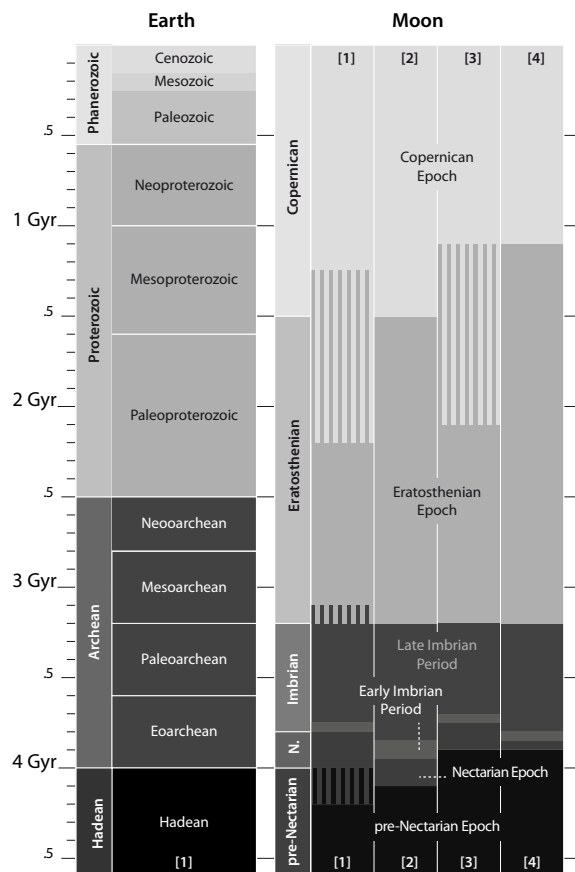 Earth
Moon
Phanerozoic
Cenozoic
Mesozoic
Paleozoic
.5
Proterozoic
Neoproterozoic
1 Gyr
Mesoproterozoic
.5
Paleoproterozoic
2 Gyr
.5
Archean
Neooarchean
Mesoarchean
3 Gyr
Paleoarchean
.5
Eoarchean
4 Gyr
Hadean
Hadean
[1]
.5
[1] [2] [3] [4]
Copernican
Copernican
Epoch
Eratosthenian
Eratosthenian
Epoch
Imbrian
Late Imbrian
Period
Early Imbrian
Period
N.
Nectarian Epoch
pre-Nectarian
pre-Nectarian Epoch
[1] [2] [3] [4]